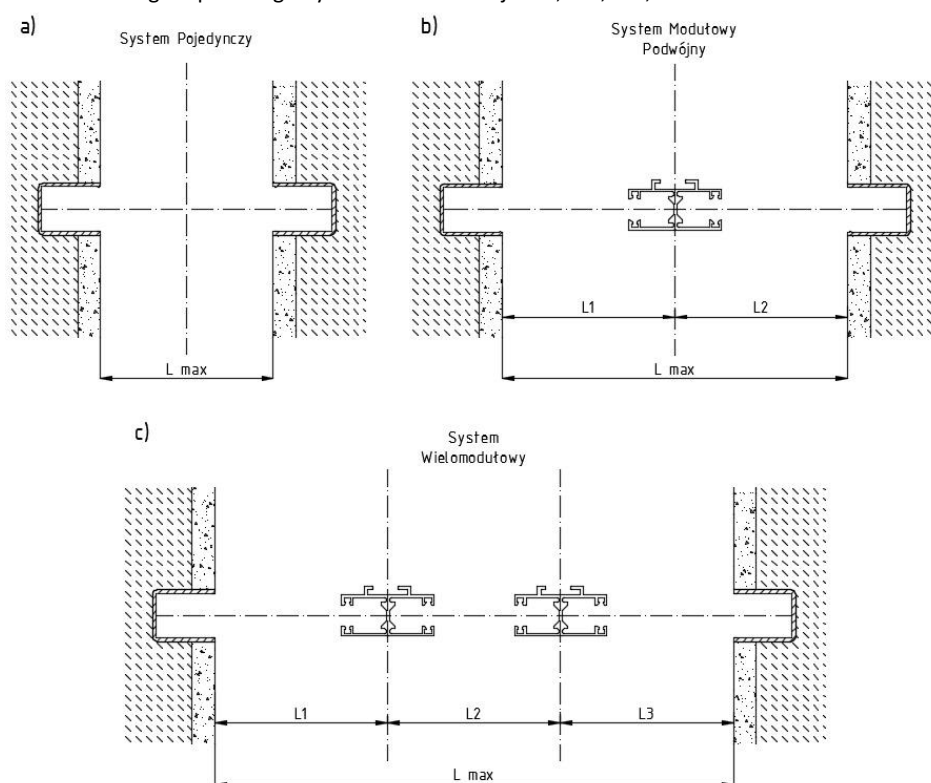 a)
System Pojedynczy
b)
System Modułowy
Podwójny
L1
L2
L max
L max
c)
System
Wielomodułowy
L1
L2
L3
L max